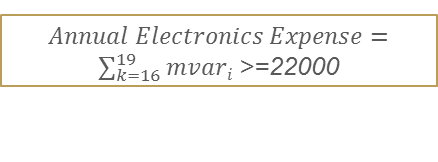 Annual Electronics Expense =
∑_{k=16}^{19} mvar_i >=22000